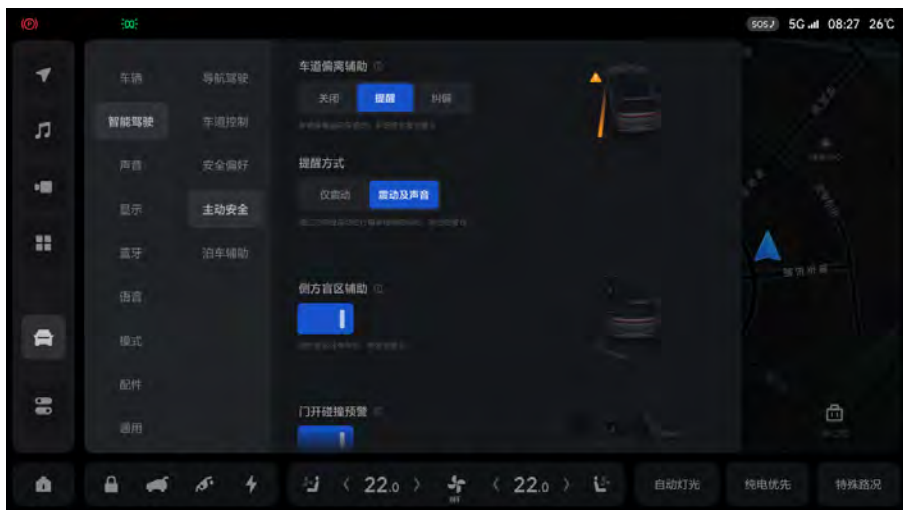 (P)
SOS
5G
08:27
26℃
车辆
智能驾驶
声音
显示
蓝牙
语言
模式
配件
通用
导航驾驶
车道控制
安全偏好
主动安全
泊车辅助
车道偏离辅助
关闭
提醒
纠偏
提醒方式
仅震动
震动及声音
侧方盲区辅助
门开碰撞预警
22.0
OFF
22.0
自动灯光
纯电优先
特殊路况